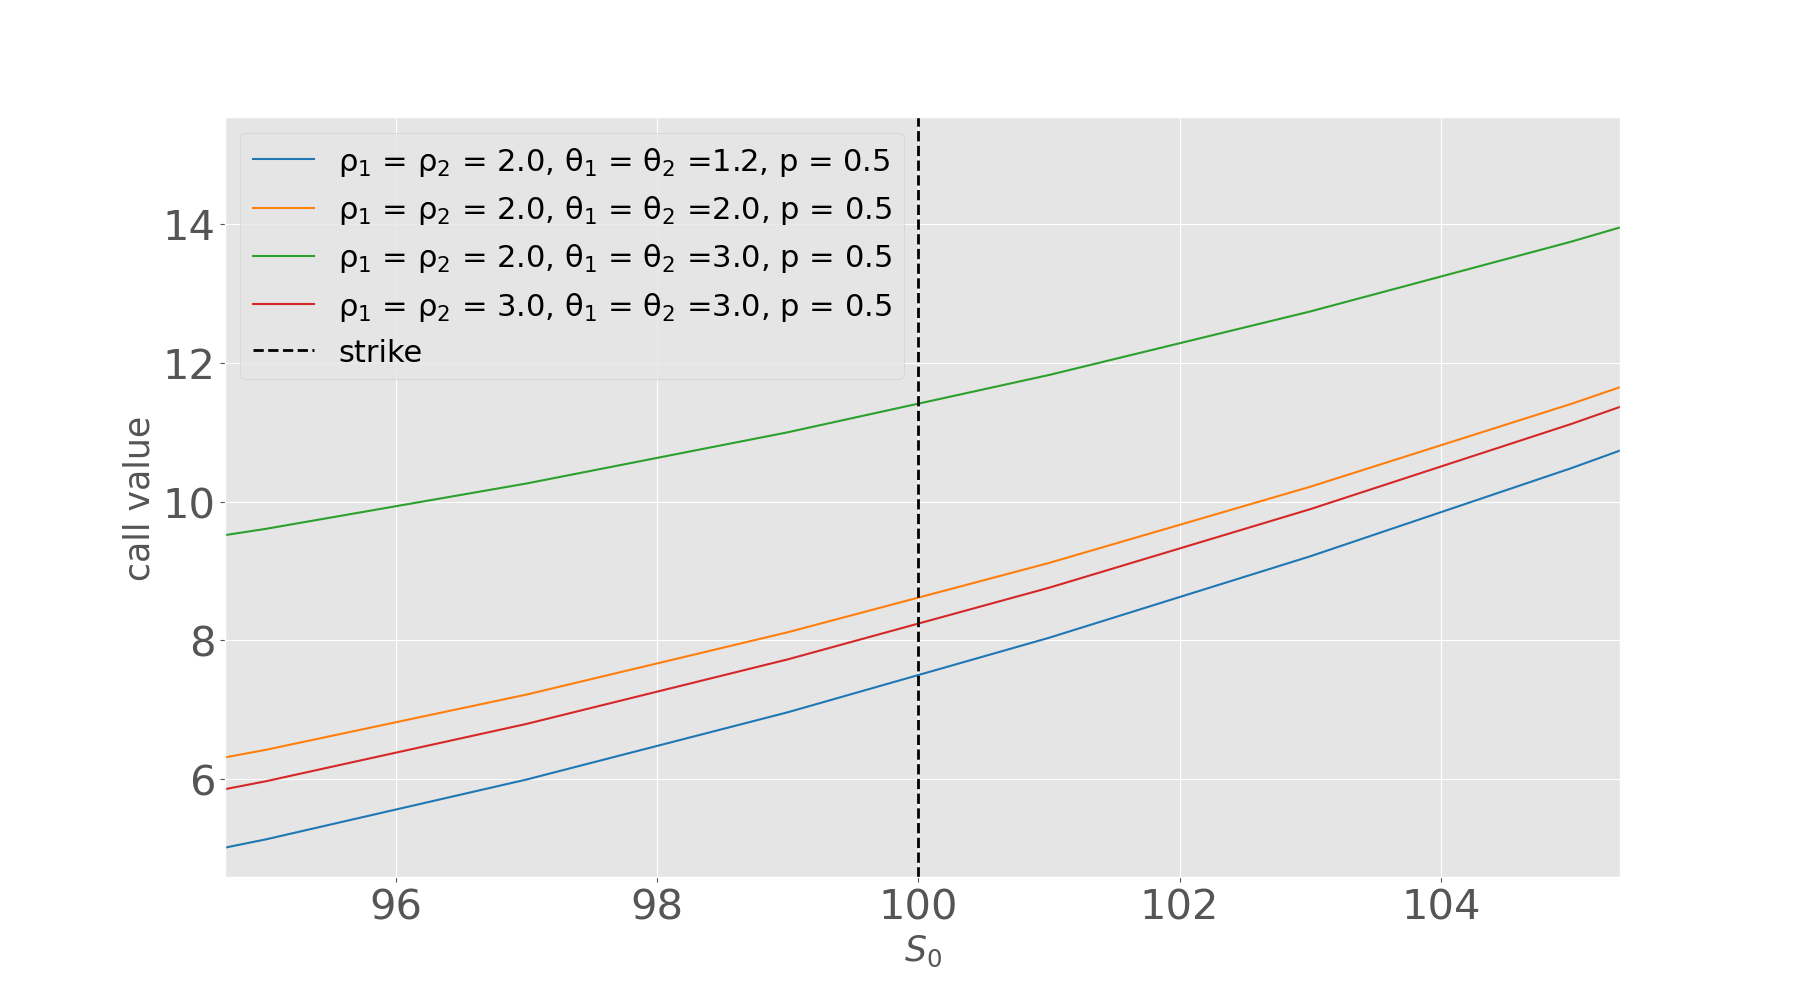 ρ₁ = ρ₂ = 2.0, θ₁ = θ₂ =1.2, p = 0.5
ρ₁ = ρ₂ = 2.0, θ₁ = θ₂ =2.0, p = 0.5
ρ₁ = ρ₂ = 2.0, θ₁ = θ₂ =3.0, p = 0.5
ρ₁ = ρ₂ = 3.0, θ₁ = θ₂ =3.0, p = 0.5
strike
14
12
10
8
6
call value
96 98 100 102 104
S₀